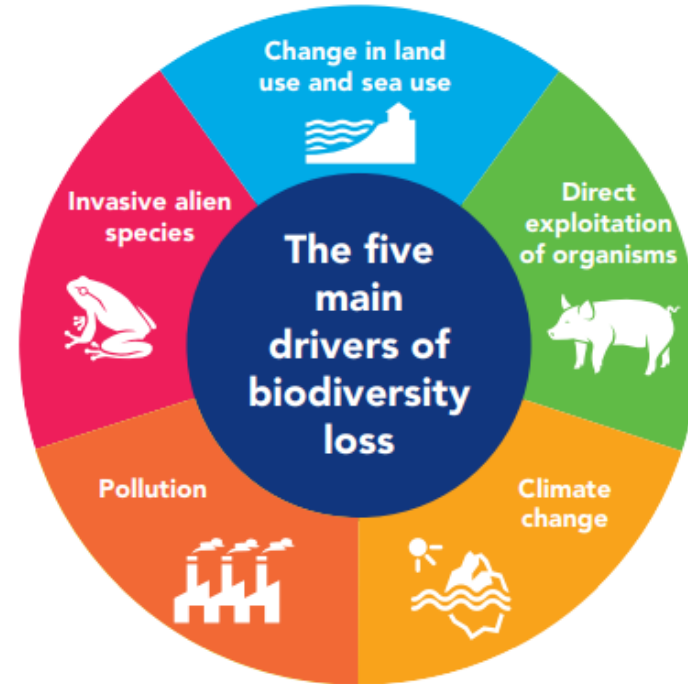 Change in land
use and sea use
Direct
exploitation
of organisms
Climate
change
Pollution
Invasive alien
species
The five
main
drivers of
biodiversity
loss